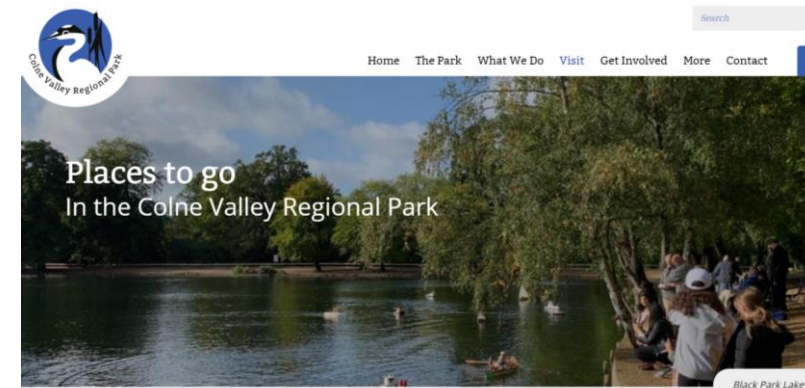 Search
Colne Valley Regional Park
Home The Park What We Do Visit Get Involved More Contact
Places to go
In the Colne Valley Regional Park
Black Park Lake